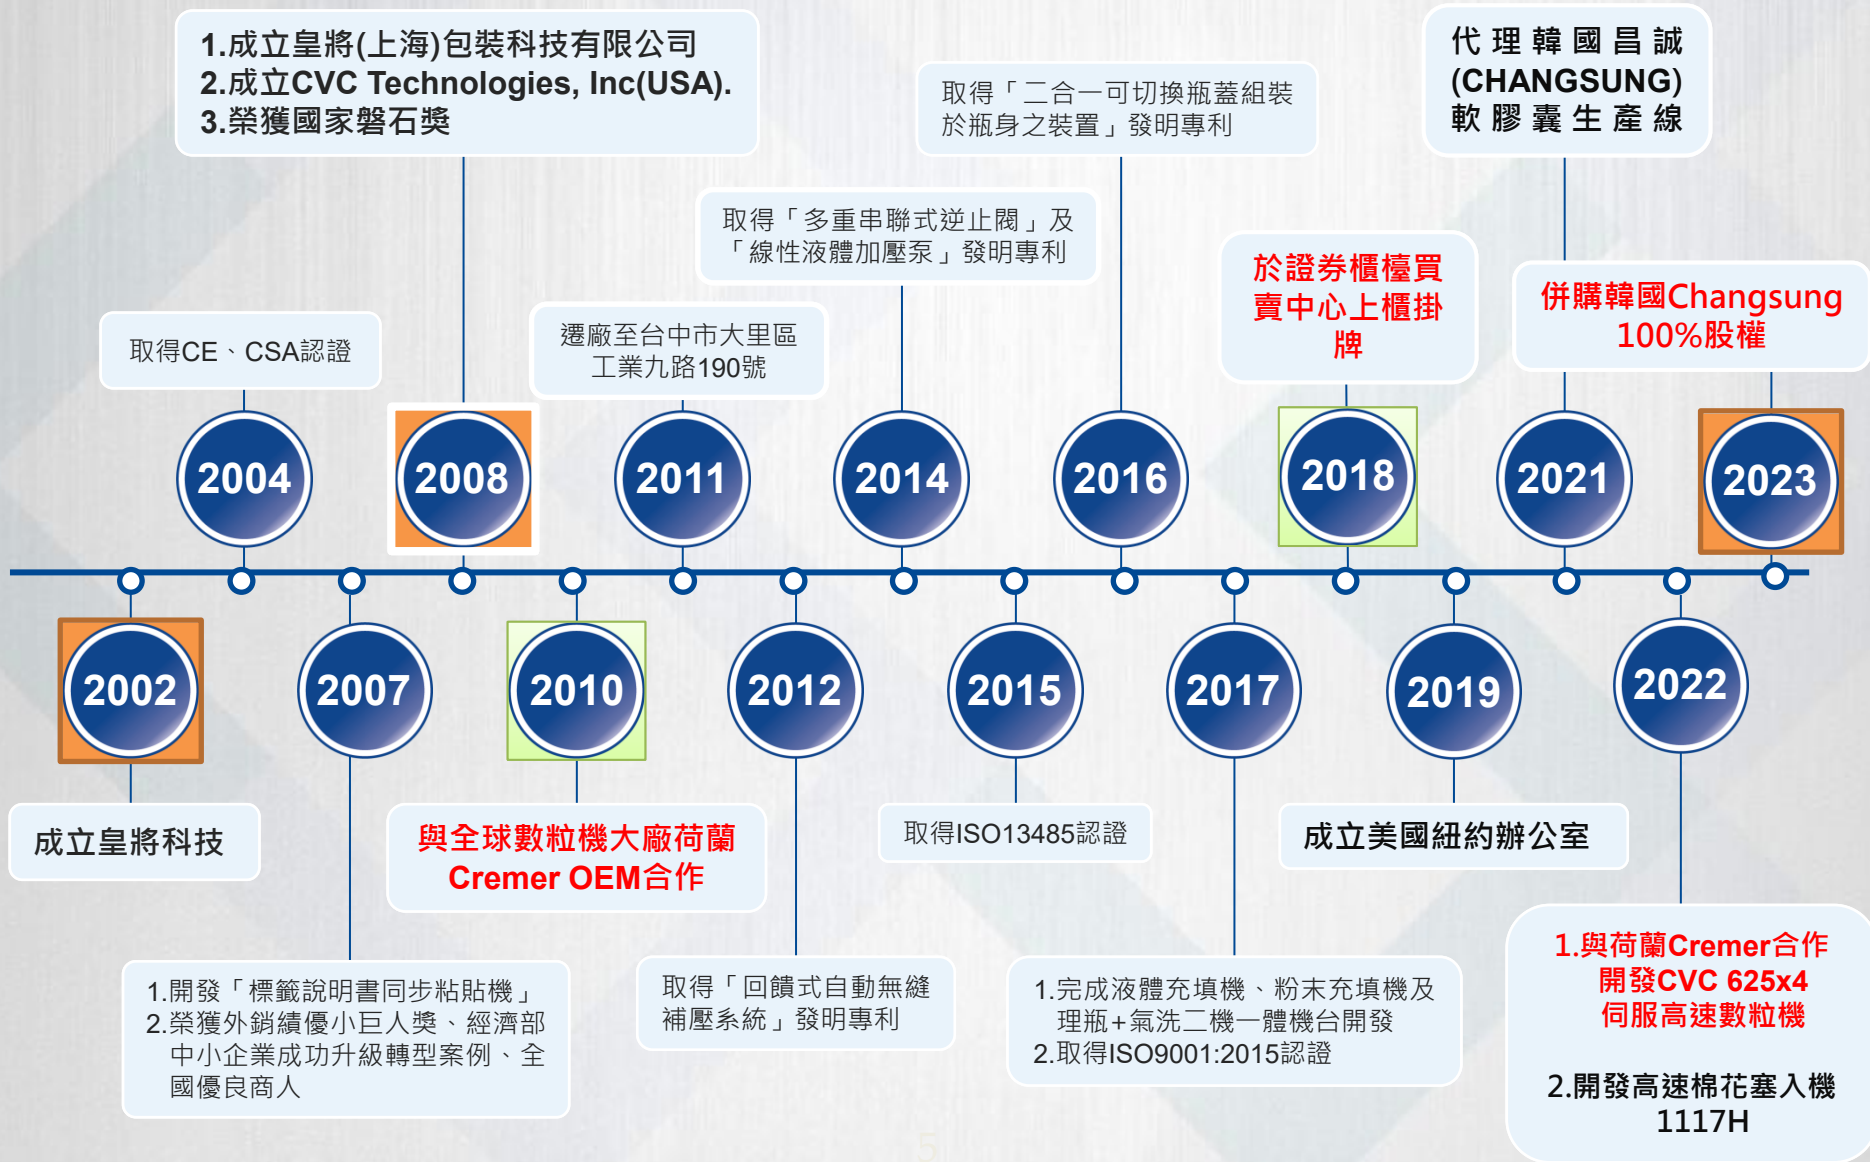 1.成立皇將(上海)包裝科技有限公司
2.成立CVC Technologies, Inc(USA).
3.榮獲國家磐石獎
取得「二合一可切換瓶蓋組裝
於瓶身之裝置」發明專利
代理韓國昌誠
(CHANGSUNG)
軟膠囊生產線
取得「多重串聯式逆止閥」及
「線性液體加壓泵」發明專利
於證券櫃檯買
賣中心上櫃掛
牌
併購韓國Changsung
100%股權
取得CE、CSA認證
遷廠至台中市大里區
工業九路190號
2004
2008
2011
2014
2016
2018
2021
2023
2002
2007
2010
2012
2015
2017
2019
2022
成立皇將科技
與全球數粒機大廠荷蘭
Cremer OEM合作
取得ISO13485認證
成立美國紐約辦公室
1.開發「標籤說明書同步粘貼機」
2.榮獲外銷績優小巨人獎、經濟部
中小企業成功升級轉型案例、全
國優良商人
取得「回饋式自動無縫
補壓系統」發明專利
1.完成液體充填機、粉末充填機及
理瓶+氣洗二機一體機台開發
2.取得ISO9001:2015認證
1.與荷蘭Cremer合作
開發CVC 625x4
伺服高速數粒機
2.開發高速棉花塞入機
1117H
5